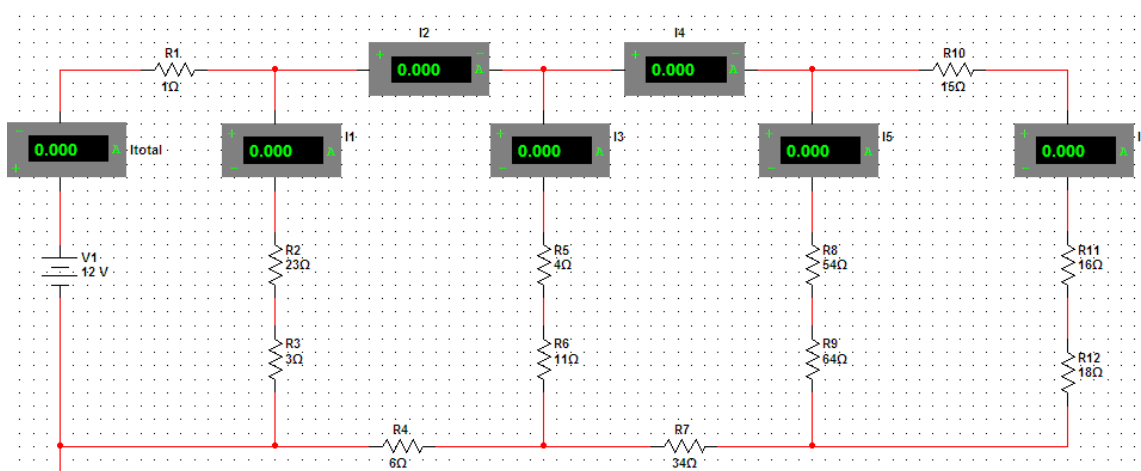 I2
I4
R1
R10
+ −
0.000 A
+ −
0.000 A
1Ω
15Ω
−
0.000 A
+
Itotal
+
0.000 A
−
I1
+
0.000 A
−
I3
+
0.000 A
−
I5
+
0.000 A
−
I
V1
12 V
R2
23Ω
R5
4Ω
R8
54Ω
R11
16Ω
R3
3Ω
R6
11Ω
R9
64Ω
R12
18Ω
R4
6Ω
R7
34Ω